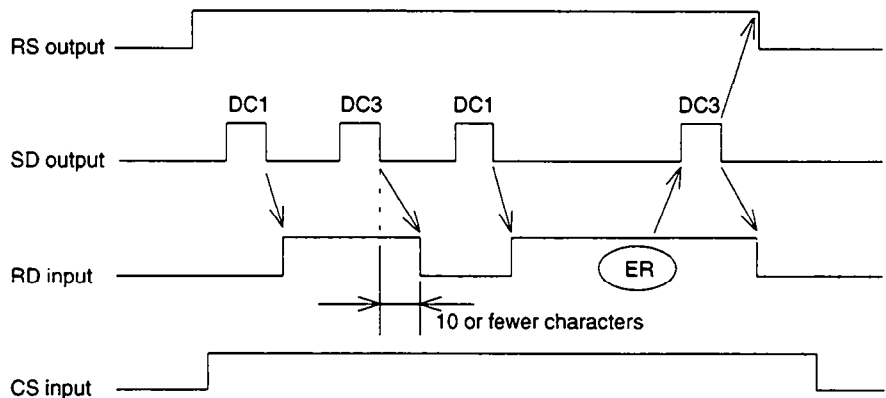 RS output
DC1 DC3 DC1 DC3
SD output
RD input
ER
10 or fewer characters
CS input